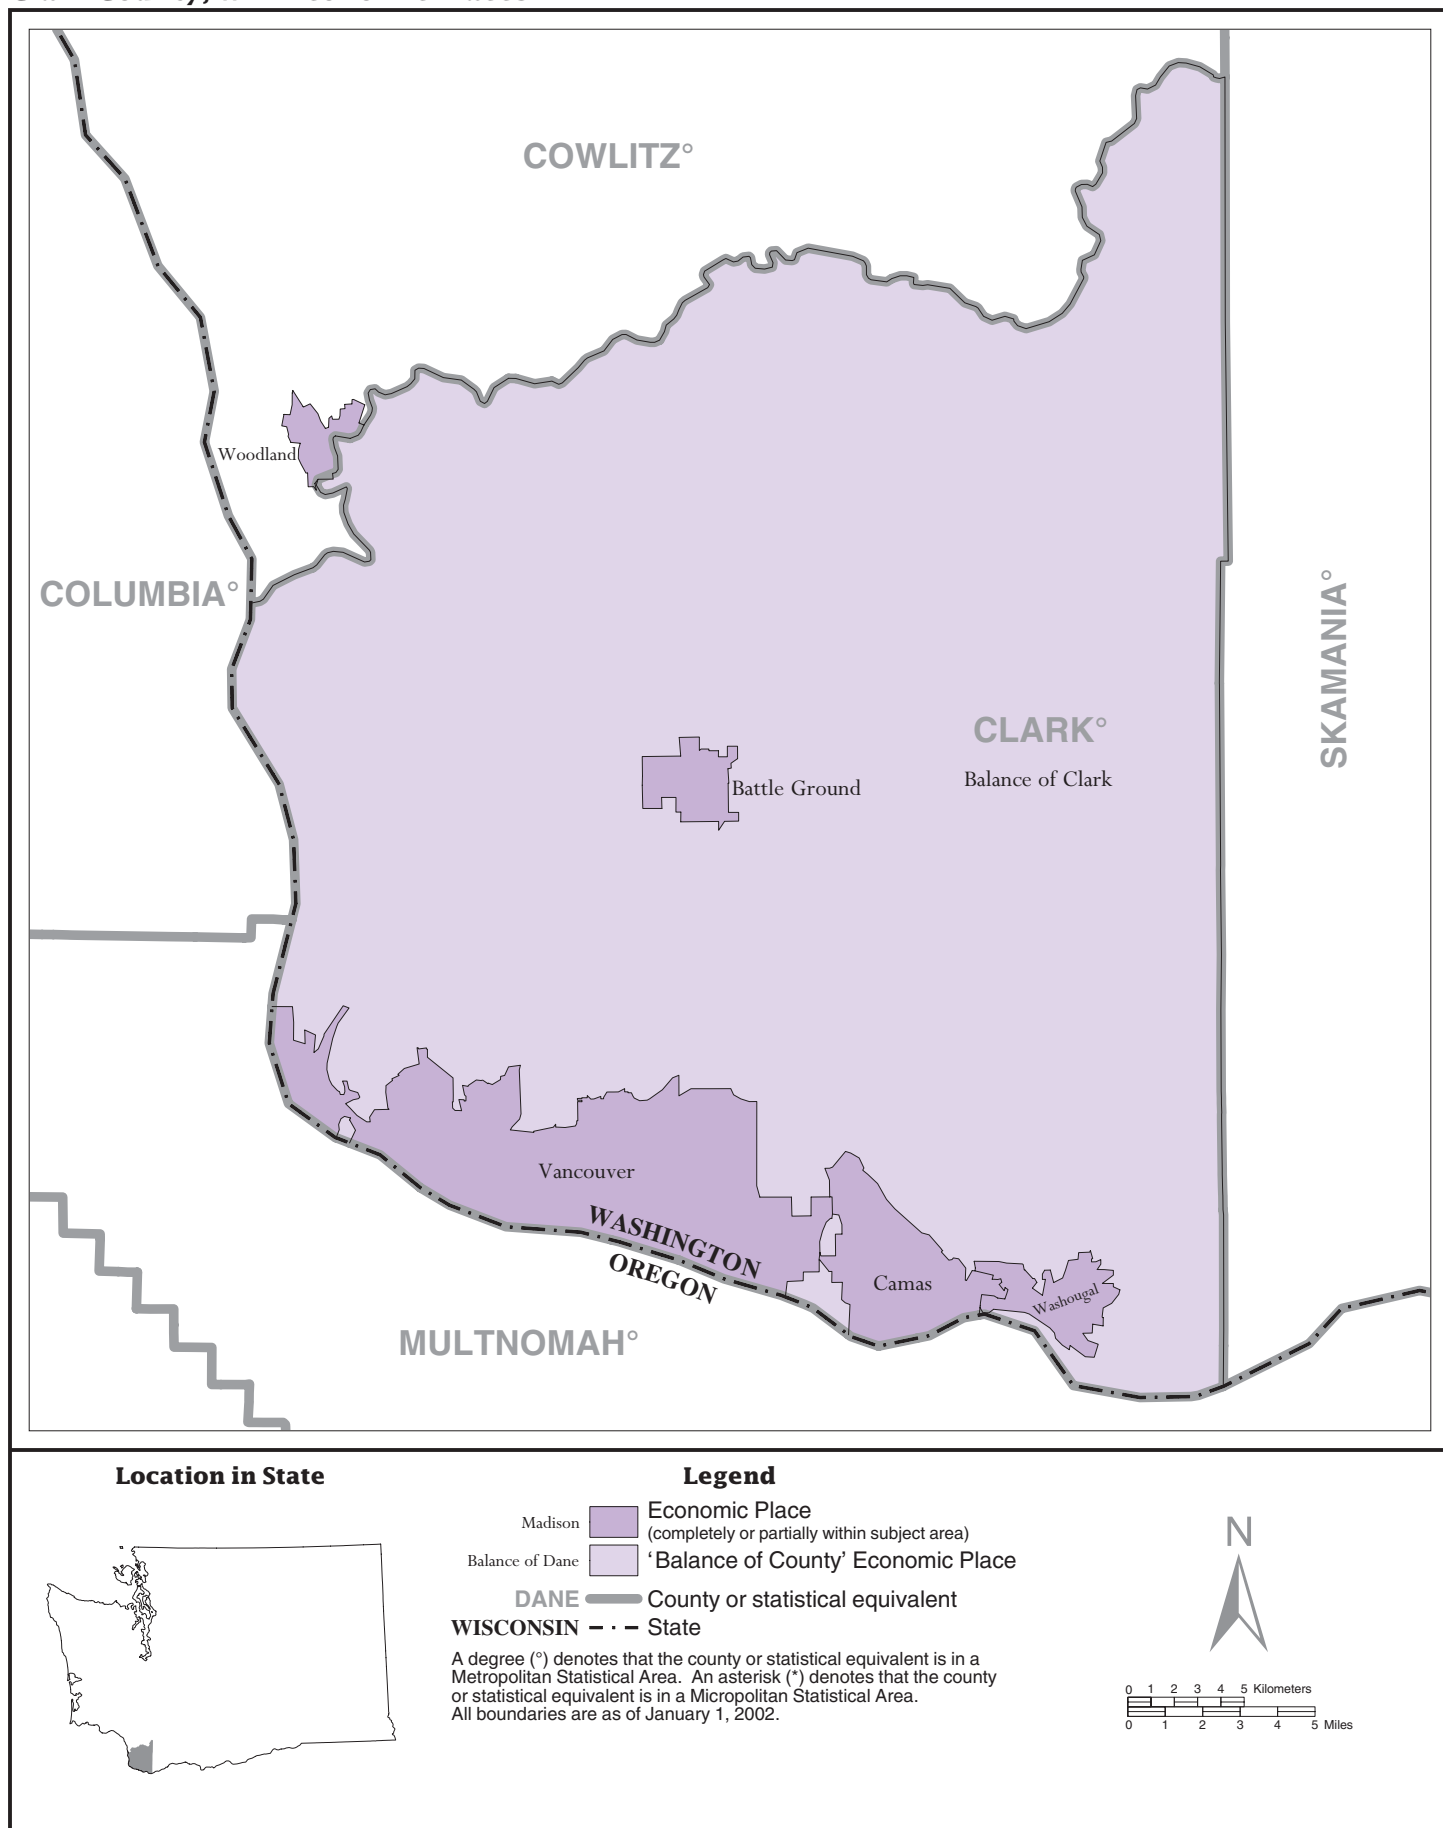 COWLITZ°
Woodland
COLUMBIA°
SKAMANIA°
CLARK°
Balance of Clark
Battle Ground
Vancouver
WASHINGTON
OREGON
Camas
Washougal
MULTNOMAH°
Location in State
Legend
Madison
Economic Place
(completely or partially within subject area)
Balance of Dane
‘Balance of County’ Economic Place
DANE
County or statistical equivalent
WISCONSIN
State
A degree (°) denotes that the county or statistical equivalent is in a
Metropolitan Statistical Area. An asterisk (*) denotes that the county
or statistical equivalent is in a Micropolitan Statistical Area.
All boundaries are as of January 1, 2002.
N
0 1 2 3 4 5 Kilometers
0 1 2 3 4 5 Miles